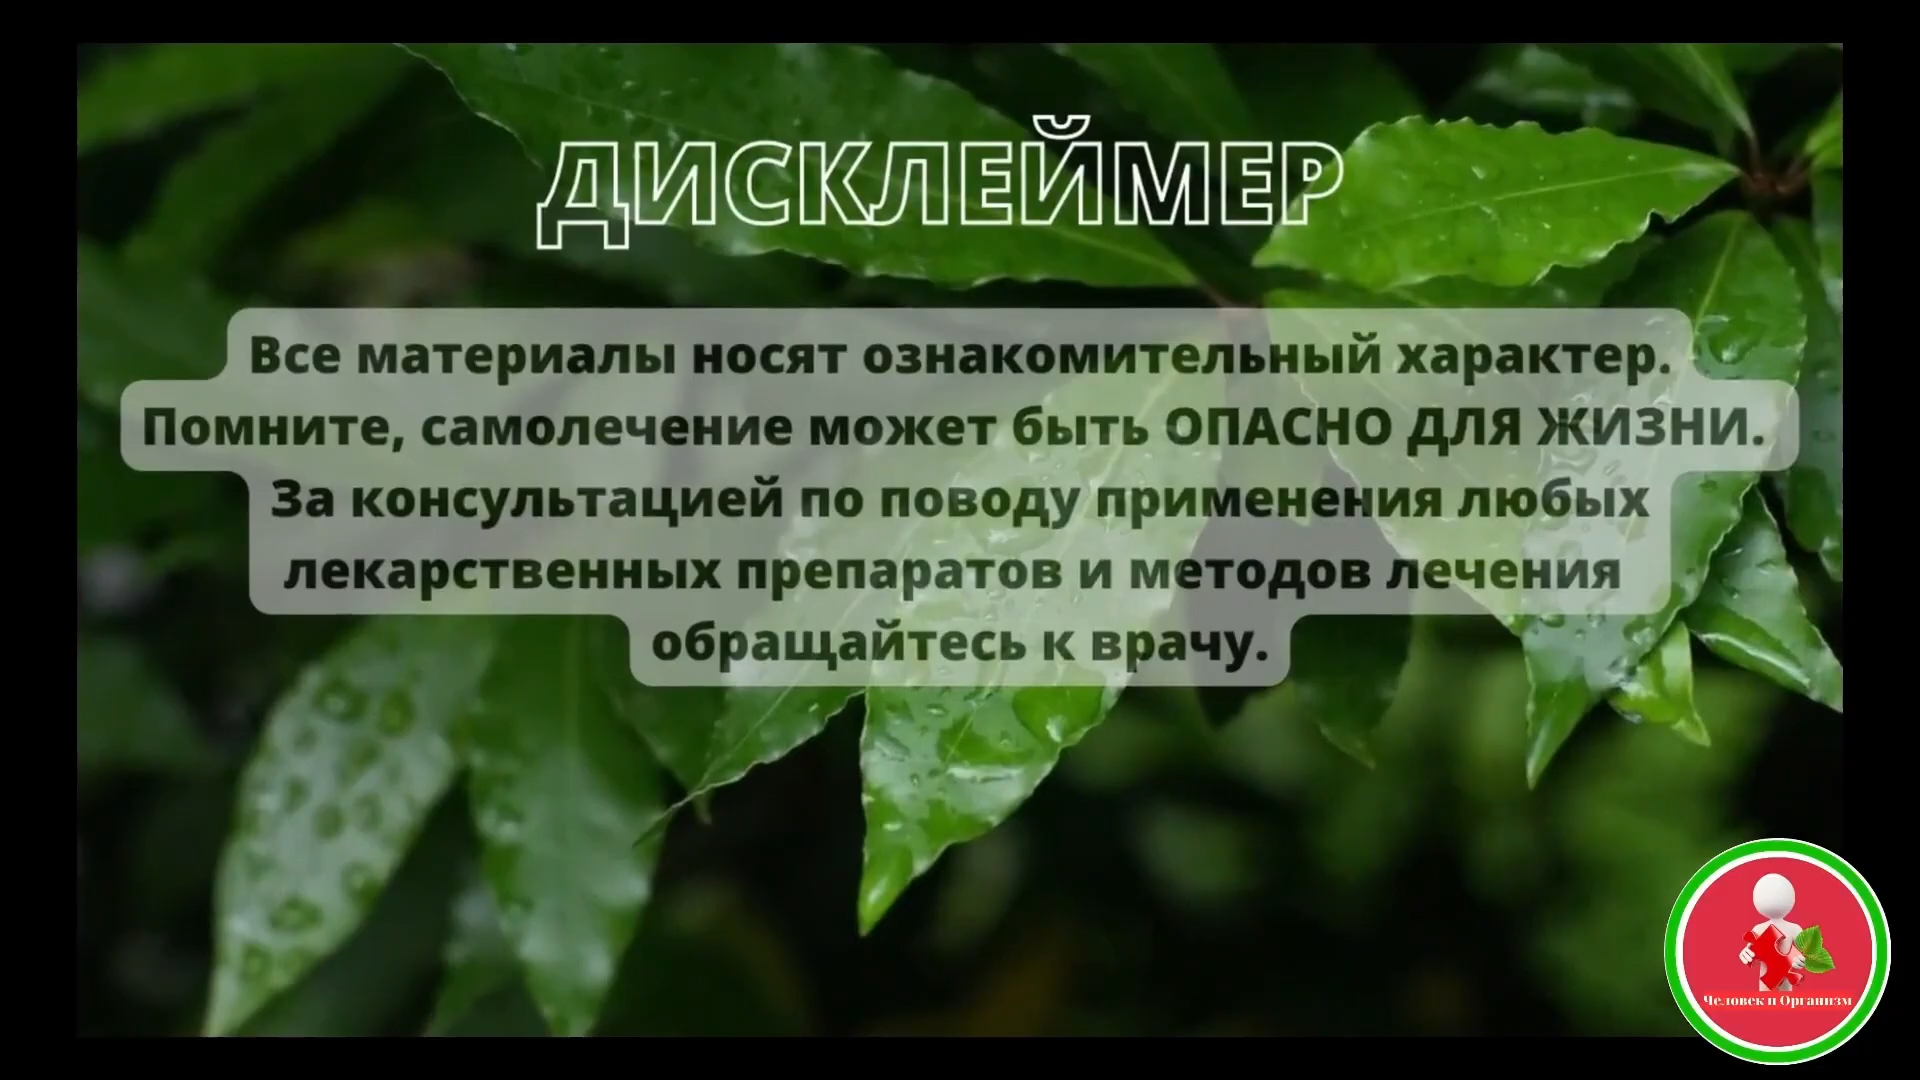 ДИСКЛЕЙМЕР
Все материалы носят ознакомительный характер.
Помните, самолечение может быть ОПАСНО ДЛЯ ЖИЗНИ.
За консультацией по поводу применения любых
лекарственных препаратов и методов лечения
обращайтесь к врачу.
Человек и Организм